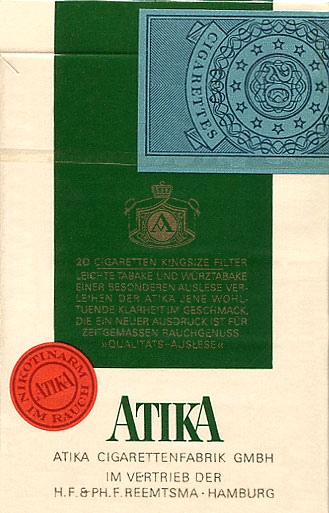 CIGARETTES
20
A
20 CIGARETTEN KINGSIZE FILTER
LEICHTE TABAKE UND WÜRZTABAKE
EINER BESONDEREN AUSLESE VER-
LEIHEN DER ATIKA JENE WOHL-
TUENDE KLARHEIT IM GESCHMACK,
DIE EIN NEUER AUSDRUCK IST FÜR
ZEITGEMÄSSEN RAUCHGENUSS
»QUALITÄTS-AUSLESE«
NIKOTINARM
ATIKA
IM RAUCH
ATIKA
ATIKA CIGARETTENFABRIK GMBH
IM VERTRIEB DER
H.F.&PH.F.REEMTSMA·HAMBURG